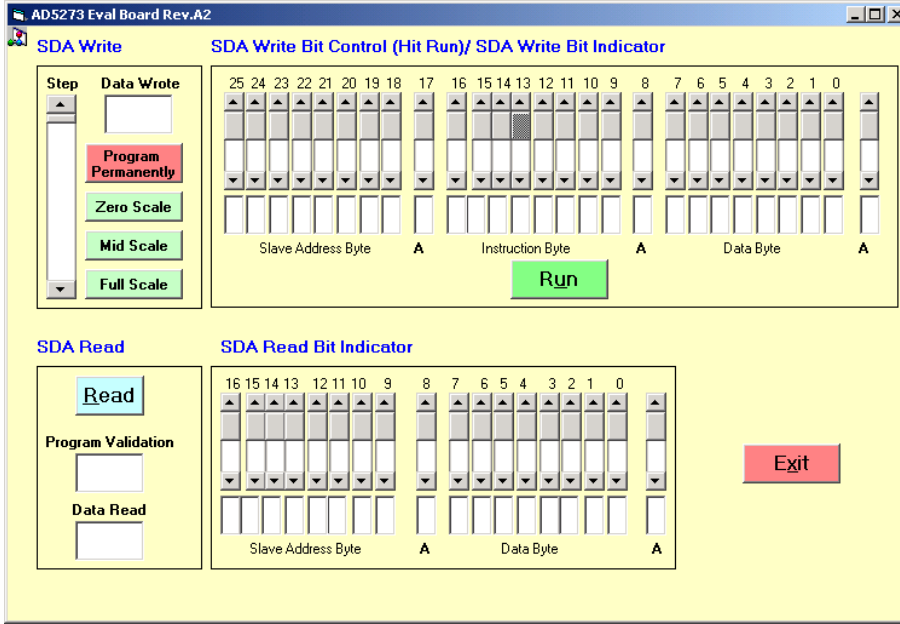 AD5273 Eval Board Rev.A2
SDA Write
SDA Write Bit Control (Hit Run)/ SDA Write Bit Indicator
Step
Data Wrote
25 24 23 22 21 20 19 18 17 16 15 14 13 12 11 10 9 8 7 6 5 4 3 2 1 0
Program
Permanently
Zero Scale
Mid Scale
Full Scale
Slave Address Byte A Instruction Byte A Data Byte A
Run
SDA Read
SDA Read Bit Indicator
Read
16 15 14 13 12 11 10 9 8 7 6 5 4 3 2 1 0
Program Validation
Data Read
Exit
Slave Address Byte A Data Byte A